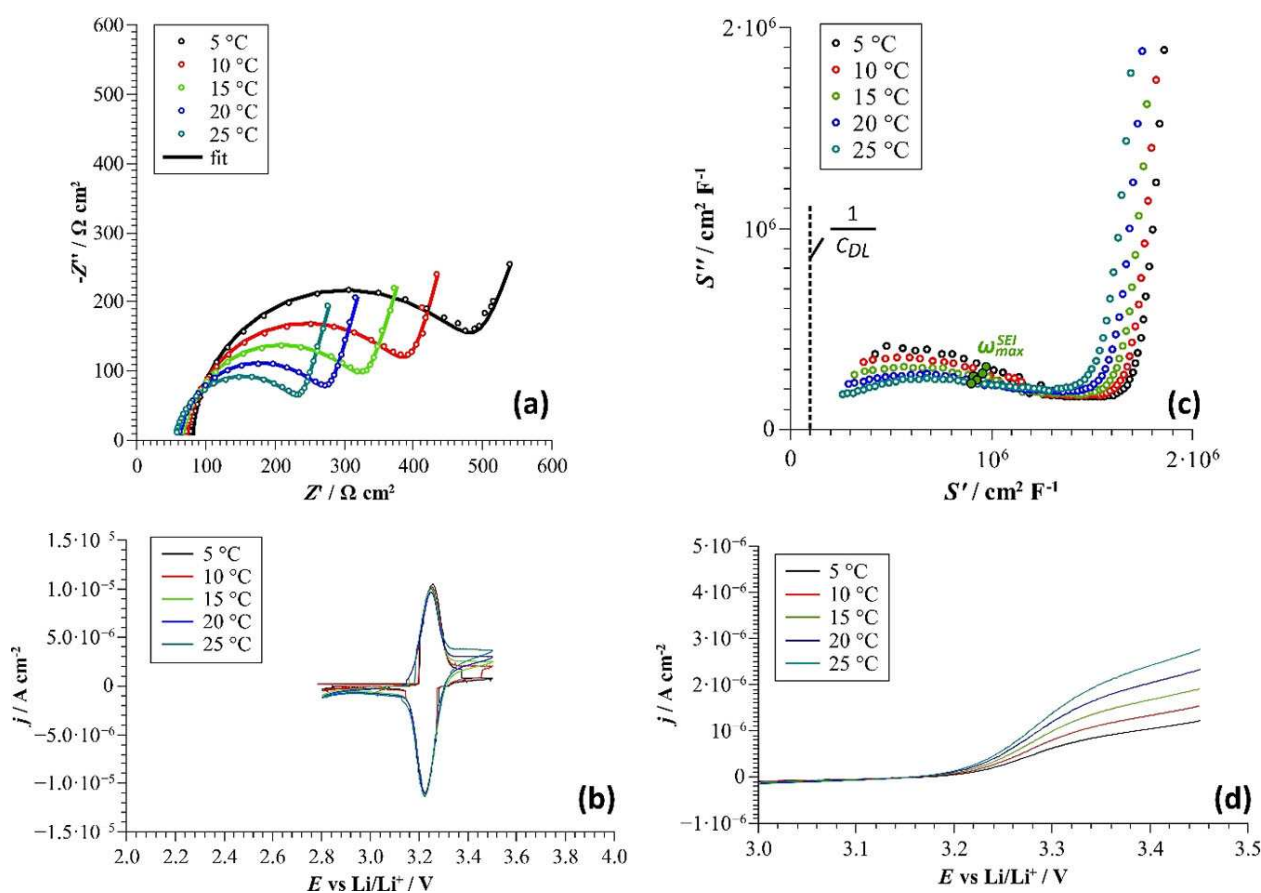 600
500
400
300
200
100
0
-Z'' / Ω cm²
5 °C
10 °C
15 °C
20 °C
25 °C
fit
(a)
0 100 200 300 400 500 600
Z' / Ω cm²
2·10⁶
10⁶
0
S'' / cm² F⁻¹
5 °C
10 °C
15 °C
20 °C
25 °C
1
C_DL
ω_max^SEI
(c)
0 10⁶ 2·10⁶
S' / cm² F⁻¹
1.5·10⁻⁵
1.0·10⁻⁵
5.0·10⁻⁶
0
−5.0·10⁻⁶
−1.0·10⁻⁵
−1.5·10⁻⁵
j / A cm⁻²
5 °C
10 °C
15 °C
20 °C
25 °C
(b)
2.0 2.2 2.4 2.6 2.8 3.0 3.2 3.4 3.6 3.8 4.0
E vs Li/Li⁺ / V
5·10⁻⁶
4·10⁻⁶
3·10⁻⁶
2·10⁻⁶
1·10⁻⁶
0
−1·10⁻⁶
j / A cm⁻²
5 °C
10 °C
15 °C
20 °C
25 °C
(d)
3.0 3.1 3.2 3.3 3.4 3.5
E vs Li/Li⁺ / V